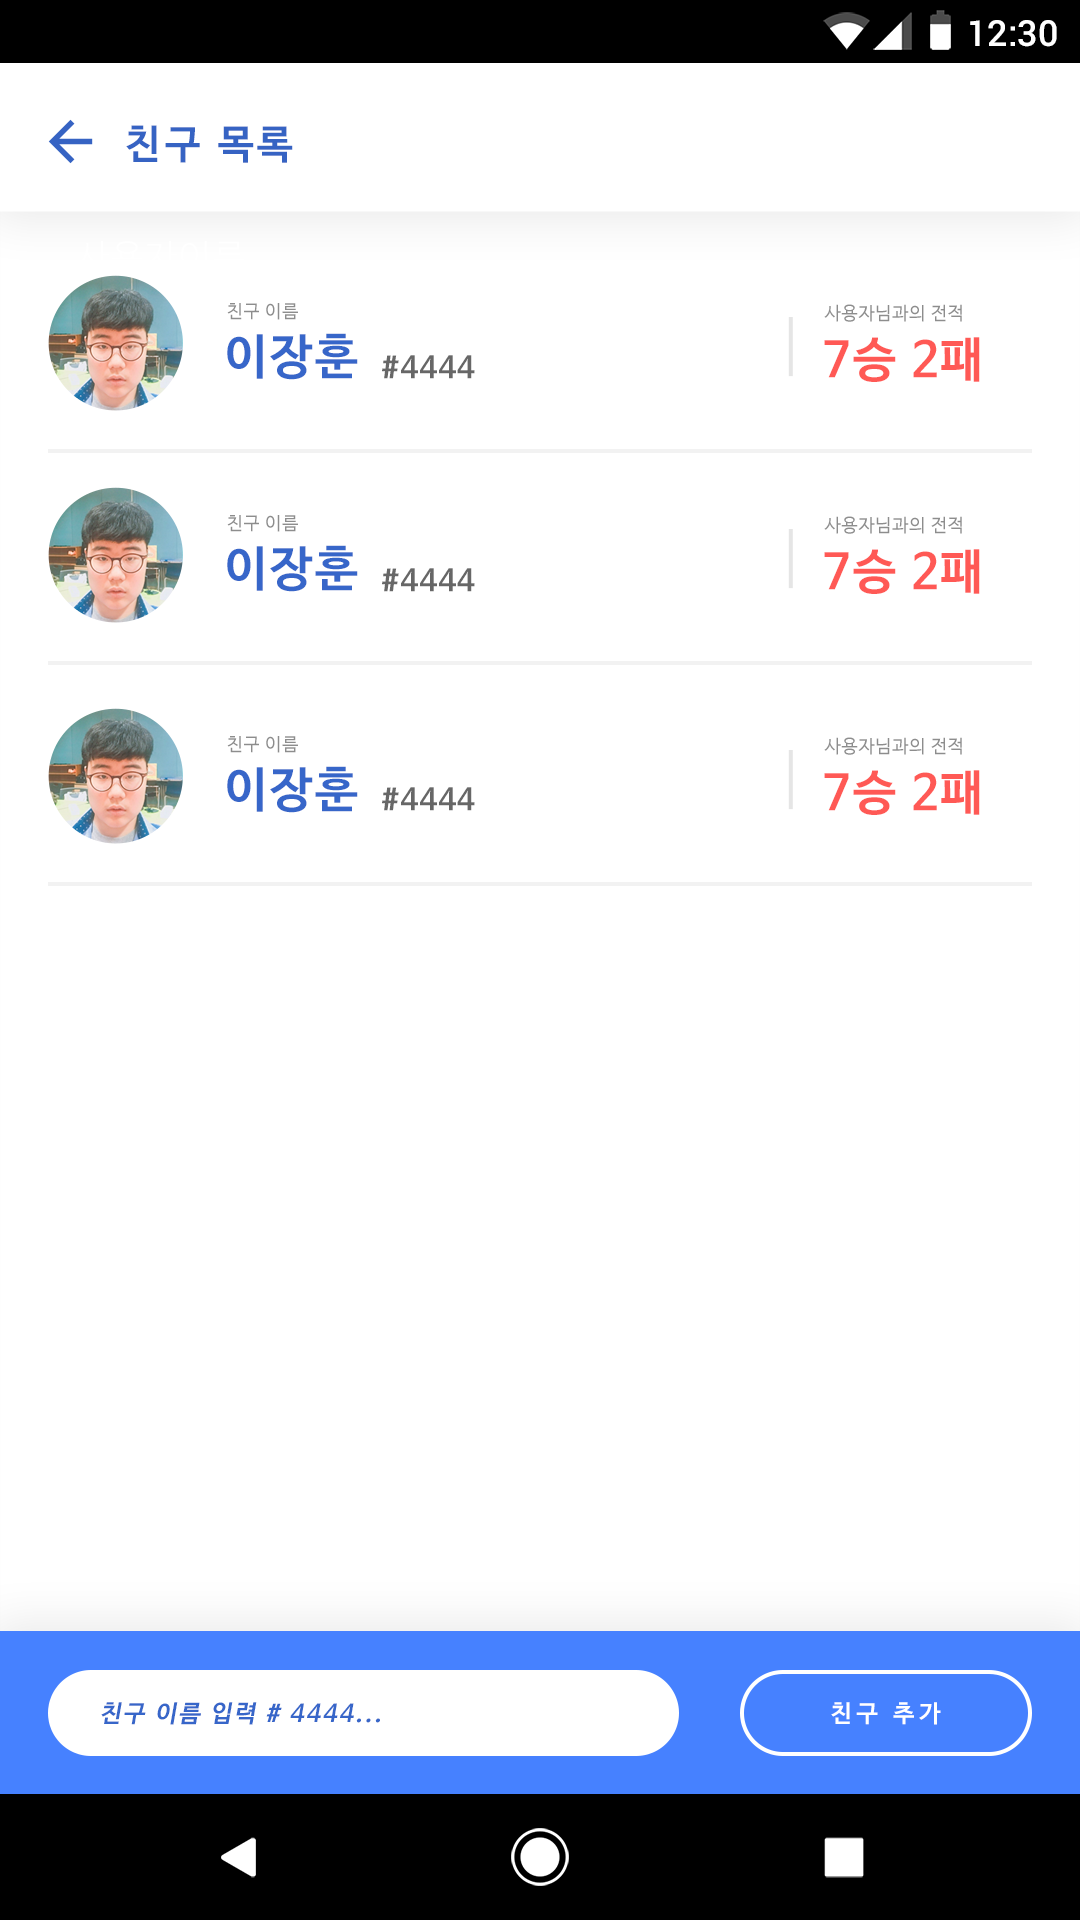 12:30
친구 목록
친구 이름
이장훈 #4444
사용자님과의 전적
7승 2패
친구 이름
이장훈 #4444
사용자님과의 전적
7승 2패
친구 이름
이장훈 #4444
사용자님과의 전적
7승 2패
친구 이름 입력 # 4444...
친구 추가